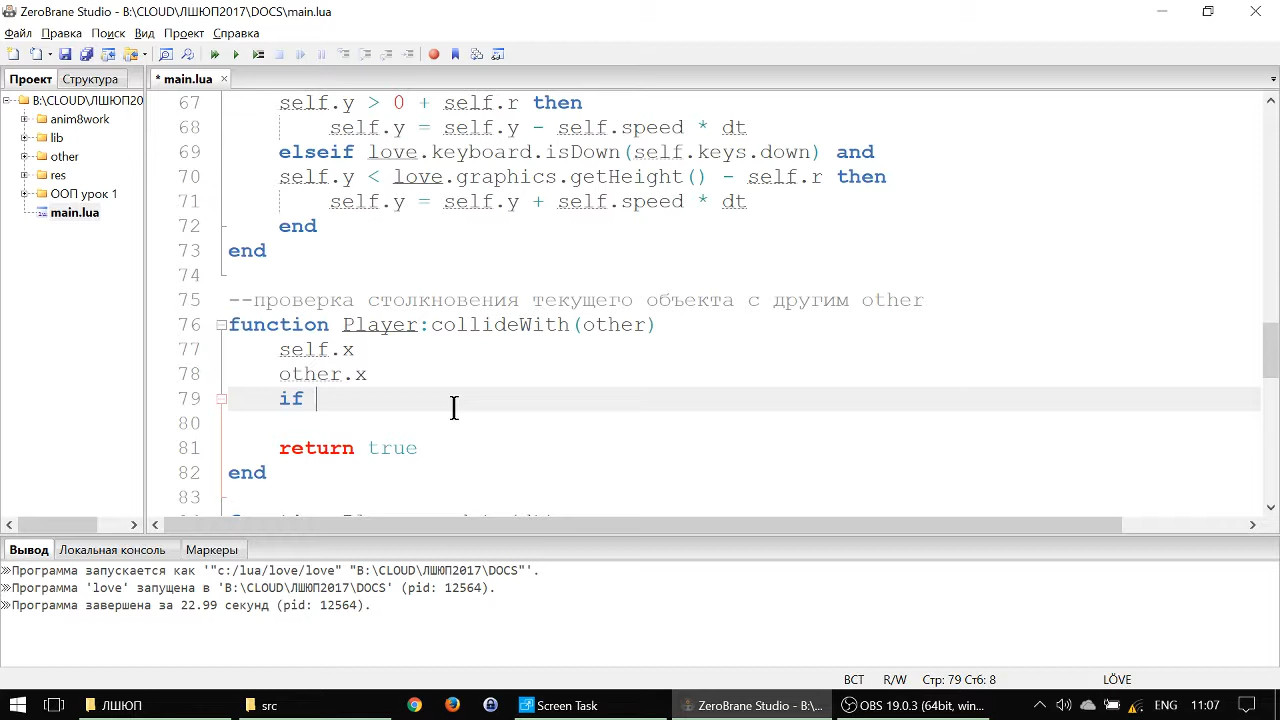 ZeroBrane Studio - B:\CLOUD\ЛШЮП2017\DOCS\main.lua
Файл Правка Поиск Вид Проект Справка
Проект Структура
* main.lua
B:\CLOUD\ЛШЮП20
anim8work
lib
other
res
ООП урок 1
main.lua
67 self.y > 0 + self.r then
68 self.y = self.y - self.speed * dt
69 elseif love.keyboard.isDown(self.keys.down) and
70 self.y < love.graphics.getHeight() - self.r then
71 self.y = self.y + self.speed * dt
72 end
73 end
74
75 --проверка столкновения текущего объекта с другим other
76 function Player:collideWith(other)
77 self.x
78 other.x
79 if
80
81 return true
82 end
83
Вывод Локальная консоль Маркеры
Программа запускается как '"c:/lua/love/love" "B:\CLOUD\ЛШЮП2017\DOCS"'.
Программа 'love' запущена в 'B:\CLOUD\ЛШЮП2017\DOCS' (pid: 12564).
Программа завершена за 22.99 секунд (pid: 12564).
ВСТ R/W Стр: 79 Стб: 8 LÖVE
ЛШЮП src Screen Task ZeroBrane Studio - B:\... OBS 19.0.3 (64bit, win... ENG 11:07